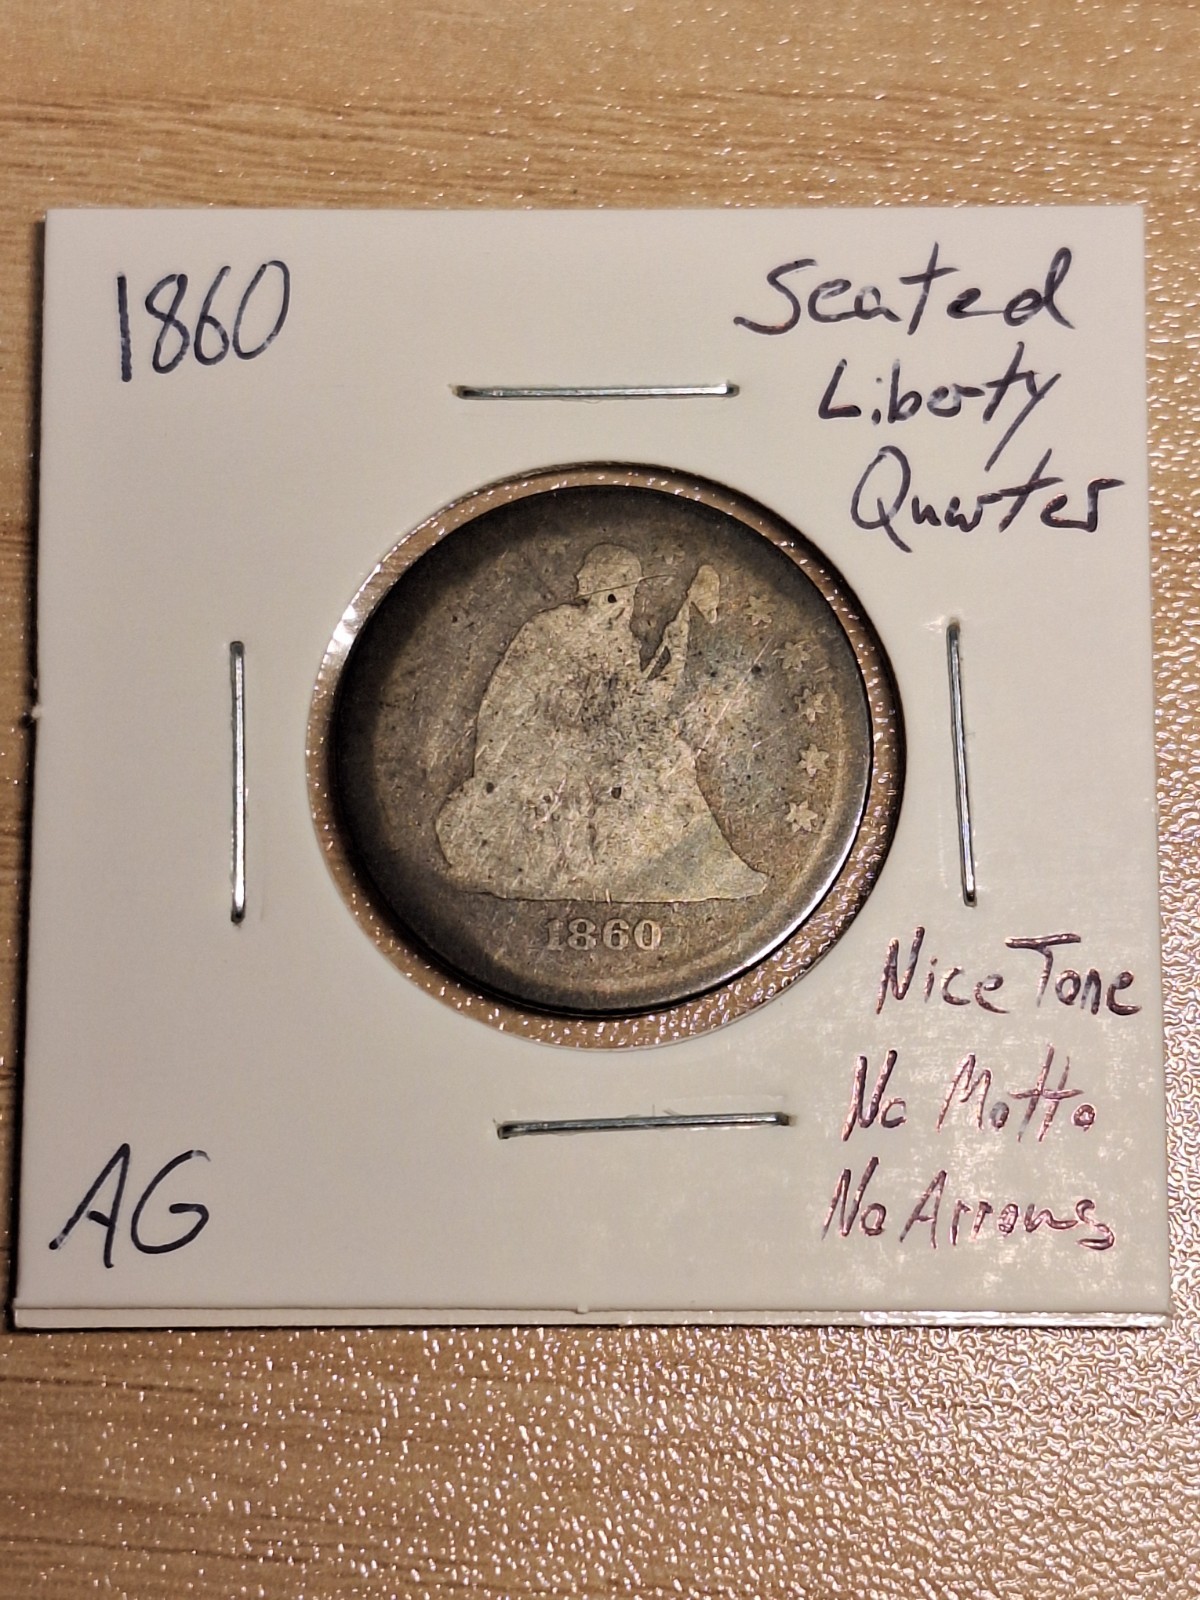 1860
Seated
Liberty
Quarter
1860
Nice Tone
No Motto
No Arrows
AG